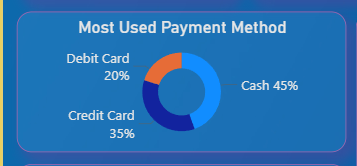 Most Used Payment Method
Debit Card
20%
Cash 45%
Credit Card
35%